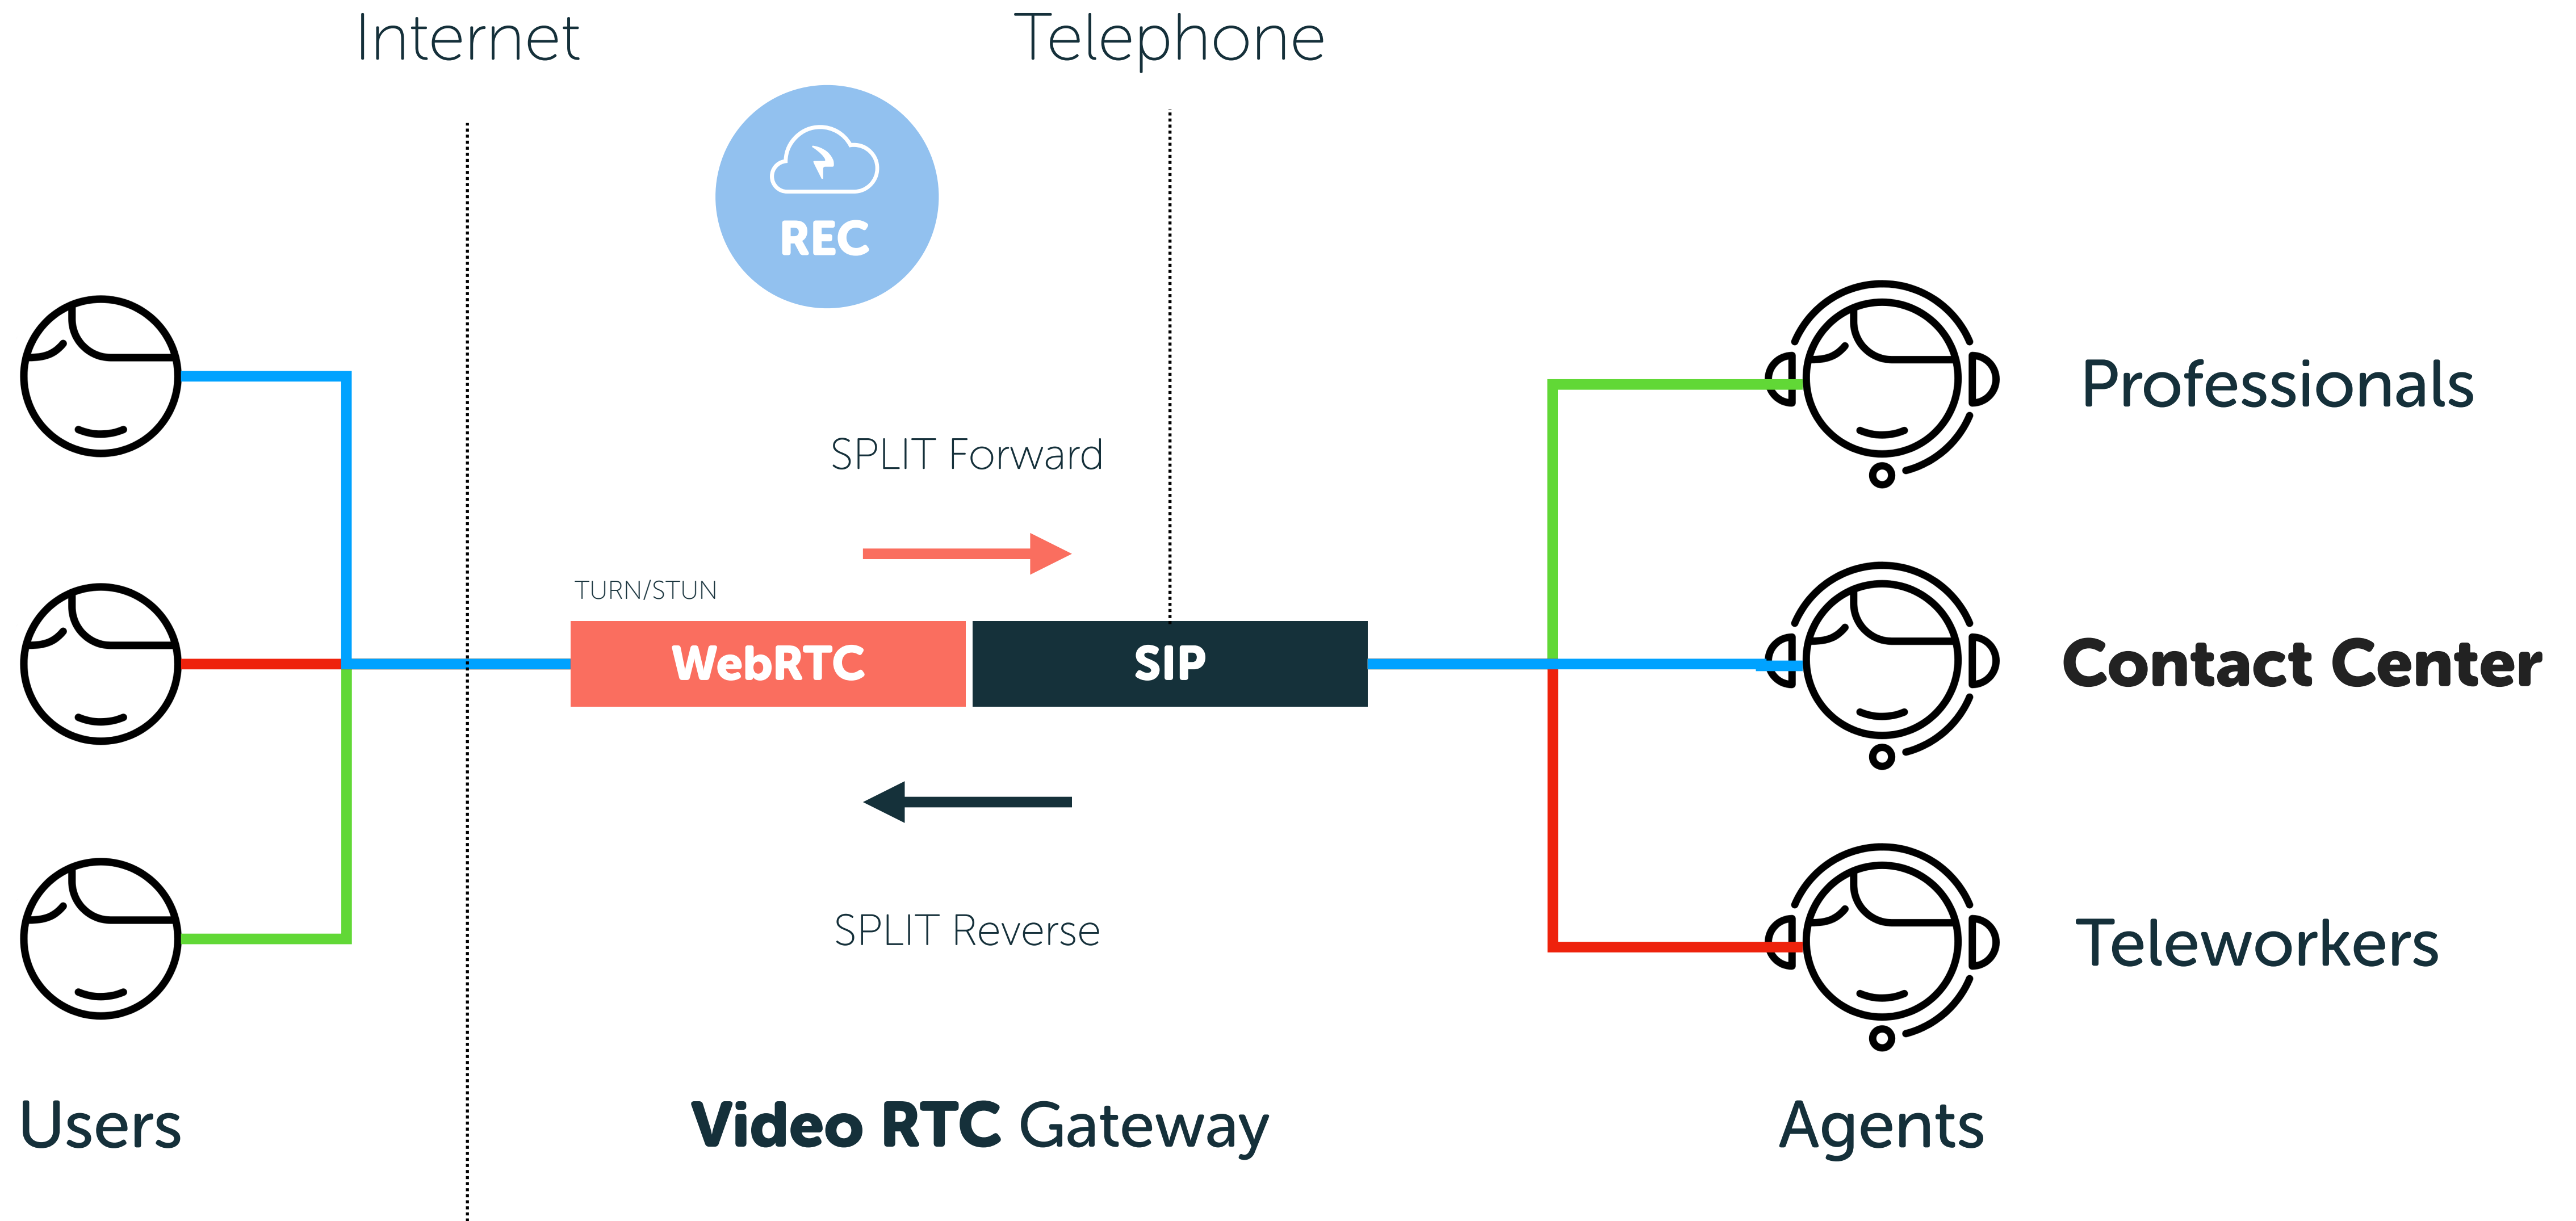 Internet
Telephone
REC
SPLIT Forward
Professionals
TURN/STUN
WebRTC
SIP
Contact Center
SPLIT Reverse
Teleworkers
Users
Video RTC Gateway
Agents